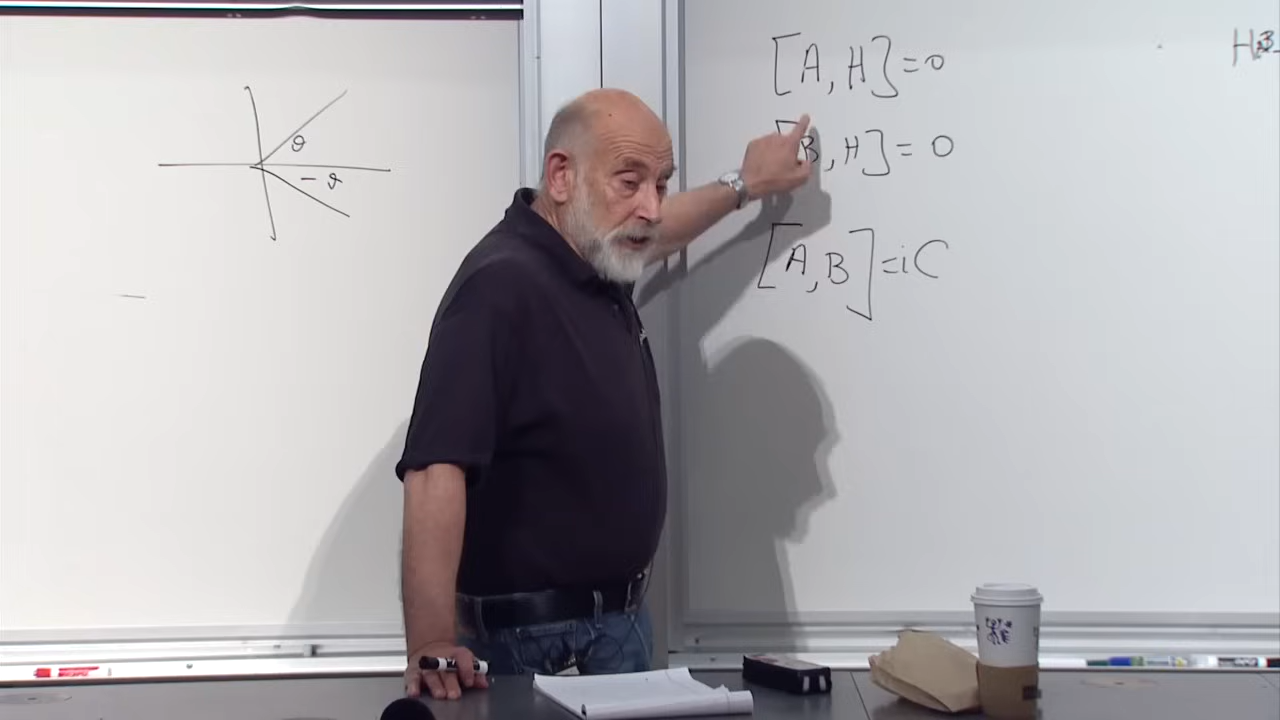 ϑ
− ϑ
[A, H] = 0
[B, H] = 0
[A, B] = iC